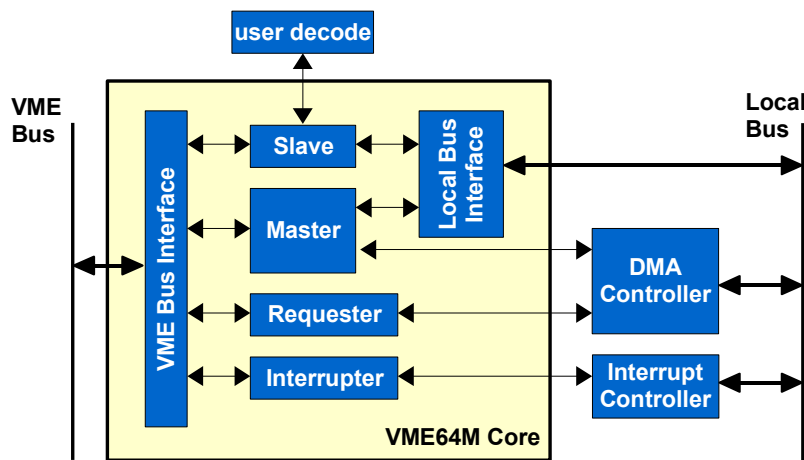 user decode
VME
Bus
Local
Bus
VME Bus Interface
Slave
Local Bus
Interface
Master
DMA
Controller
Requester
Interrupter
Interrupt
Controller
VME64M Core